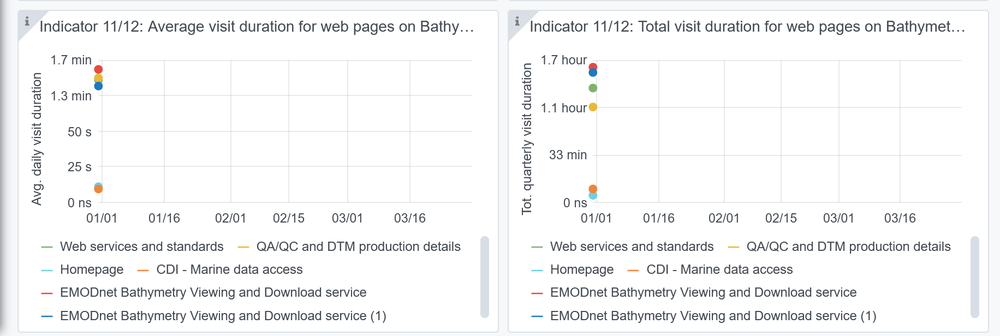 i
Indicator 11/12: Average visit duration for web pages on Bathy…
Avg. daily visit duration
1.7 min
1.3 min
50 s
25 s
0 ns
01/01 01/16 02/01 02/15 03/01 03/16
Web services and standards QA/QC and DTM production details
Homepage CDI - Marine data access
EMODnet Bathymetry Viewing and Download service
EMODnet Bathymetry Viewing and Download service (1)
i
Indicator 11/12: Total visit duration for web pages on Bathymet…
Tot. quarterly visit duration
1.7 hour
1.1 hour
33 min
0 ns
01/01 01/16 02/01 02/15 03/01 03/16
Web services and standards QA/QC and DTM production details
Homepage CDI - Marine data access
EMODnet Bathymetry Viewing and Download service
EMODnet Bathymetry Viewing and Download service (1)